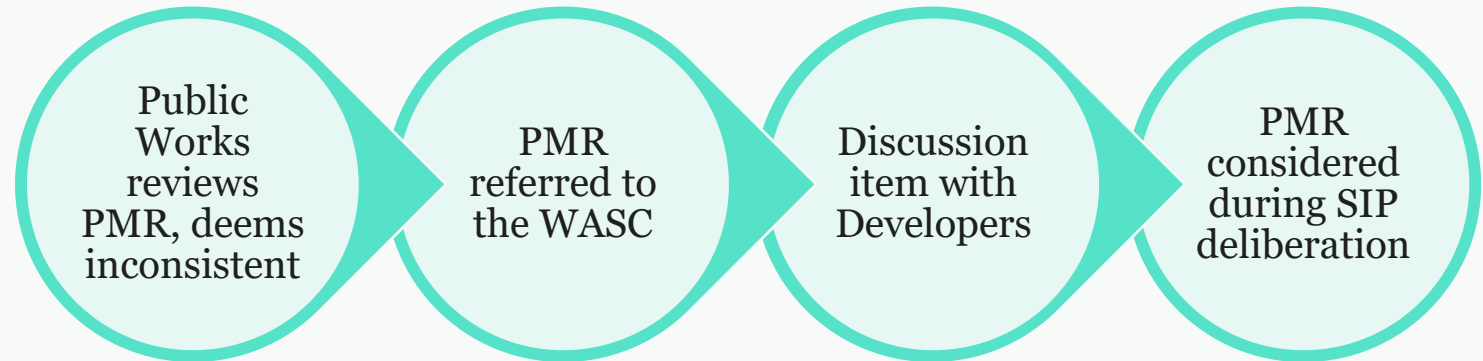 Public
Works
reviews
PMR, deems
inconsistent
PMR
referred to
the WASC
Discussion
item with
Developers
PMR
considered
during SIP
deliberation